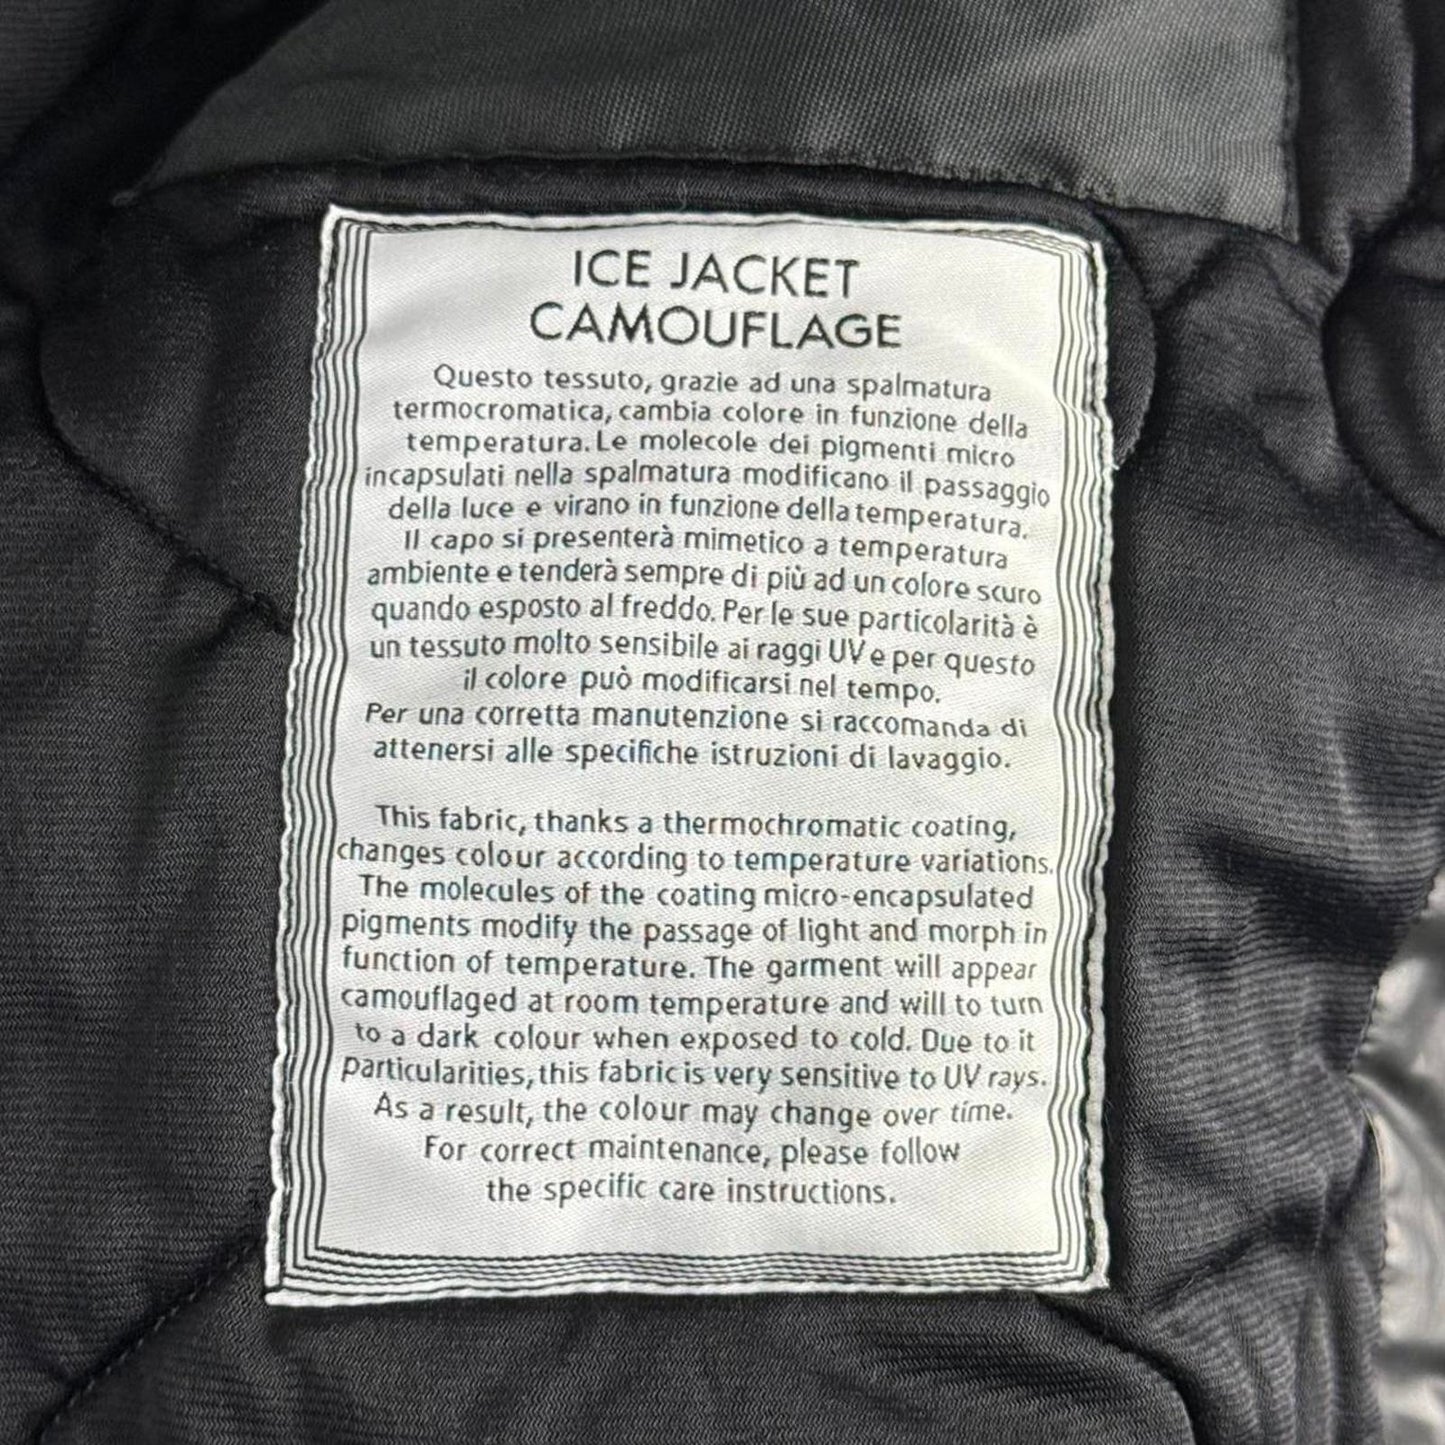 ICE JACKET
CAMOUFLAGE
Questo tessuto, grazie ad una spalmatura
termocromatica, cambia colore in funzione della
temperatura. Le molecole dei pigmenti micro
incapsulati nella spalmatura modificano il passaggio
della luce e virano in funzione della temperatura.
Il capo si presenterà mimetico a temperatura
ambiente e tenderà sempre di più ad un colore scuro
quando esposto al freddo. Per le sue particolarità è
un tessuto molto sensibile ai raggi UV e per questo
il colore può modificarsi nel tempo.
Per una corretta manutenzione si raccomanda di
attenersi alle specifiche istruzioni di lavaggio.
This fabric, thanks a thermochromatic coating,
changes colour according to temperature variations.
The molecules of the coating micro-encapsulated
pigments modify the passage of light and morph in
function of temperature. The garment will appear
camouflaged at room temperature and will to turn
to a dark colour when exposed to cold. Due to it
particularities, this fabric is very sensitive to UV rays.
As a result, the colour may change over time.
For correct maintenance, please follow
the specific care instructions.